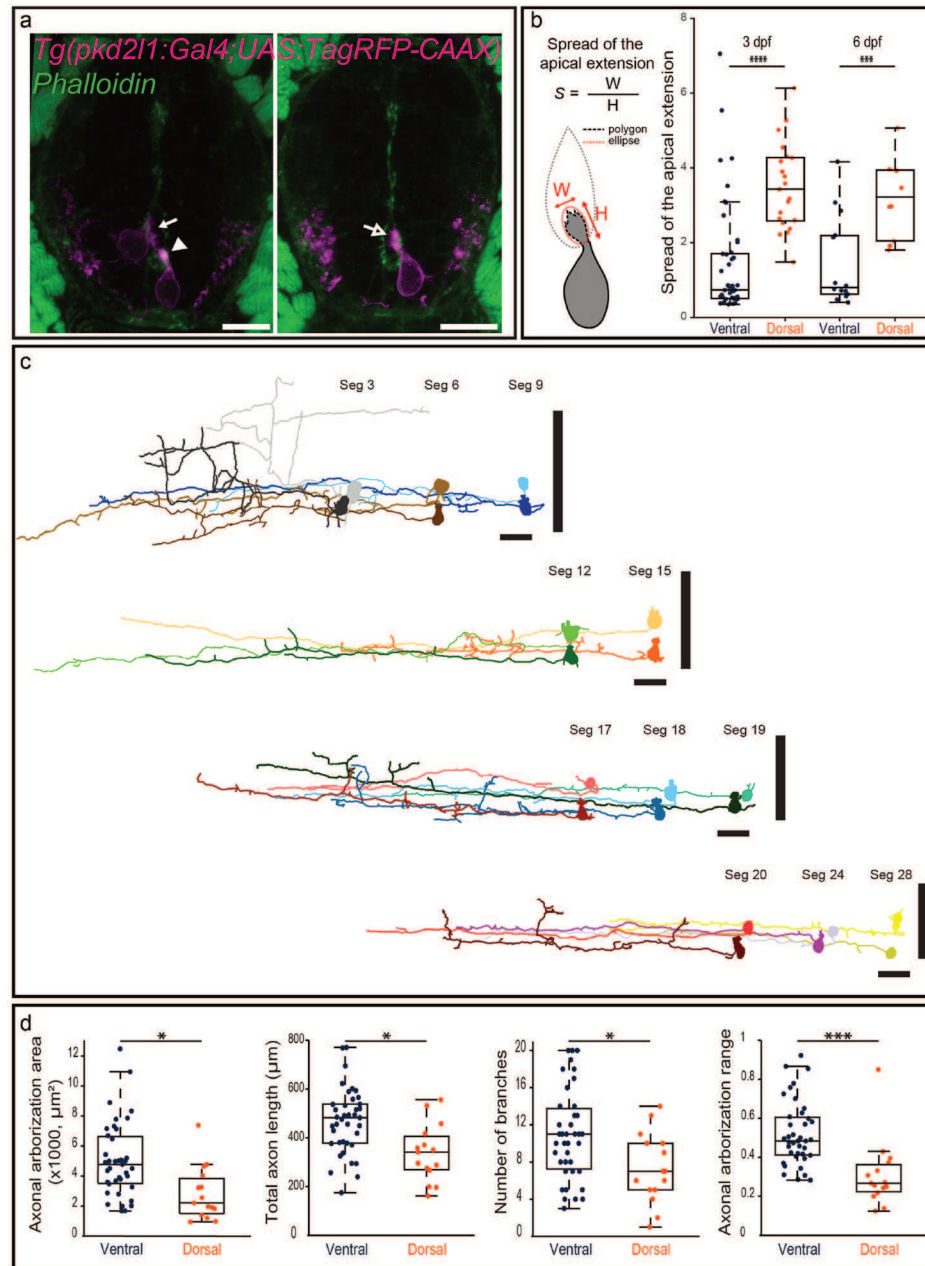 a
Tg(pkd2l1:Gal4;UAS:TagRFP-CAAX)
Phalloidin
b
Spread of the
apical extension
S = W
H
polygon
ellipse
W
H
Spread of the apical extension
3 dpf
6 dpf
****
***
8
6
4
2
0
Ventral
Dorsal
Ventral
Dorsal
c
Seg 3
Seg 6
Seg 9
Seg 12
Seg 15
Seg 17
Seg 18
Seg 19
Seg 20
Seg 24
Seg 28
d
Axonal arborization area
(x1000, µm²)
*
12
10
8
6
4
2
0
Ventral
Dorsal
Total axon length (µm)
*
800
600
400
200
0
Ventral
Dorsal
Number of branches
*
20
16
12
8
4
0
Ventral
Dorsal
Axonal arborization range
***
1
0.8
0.6
0.4
0.2
0
Ventral
Dorsal